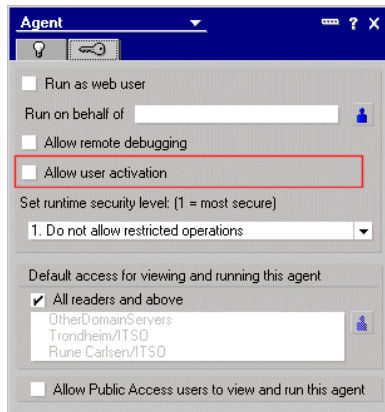 Agent
? X
Run as web user
Run on behalf of
Allow remote debugging
Allow user activation
Set runtime security level: (1 = most secure)
1. Do not allow restricted operations
Default access for viewing and running this agent
All readers and above
OtherDomainServers
Trondheim/ITSO
Rune Carlsen/ITSO
Allow Public Access users to view and run this agent